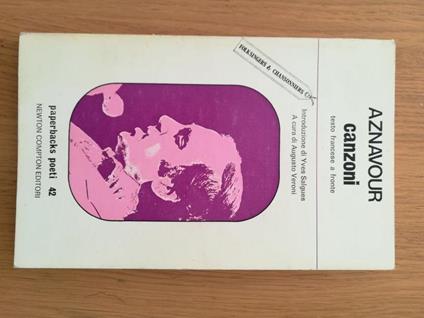 FOLKSINGERS & CHANSONNIERS
AZNAVOUR
canzoni
testo francese a fronte
Introduzione di Yves Salgues
A cura di Augusto Veroni
paperbacks poeti 42
NEWTON COMPTON EDITORI